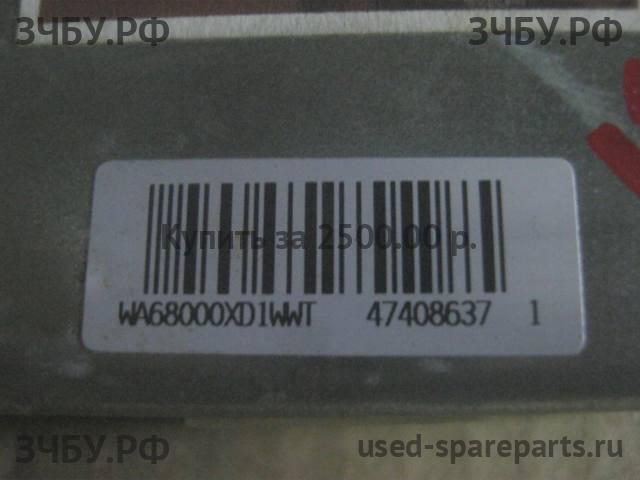 ЗЧБУ.РФ ЗЧБУ.РФ
Купить за 2500.00 р.
WA68000XD1WWT 47408637 1
ЗЧБУ.РФ used-spareparts.ru